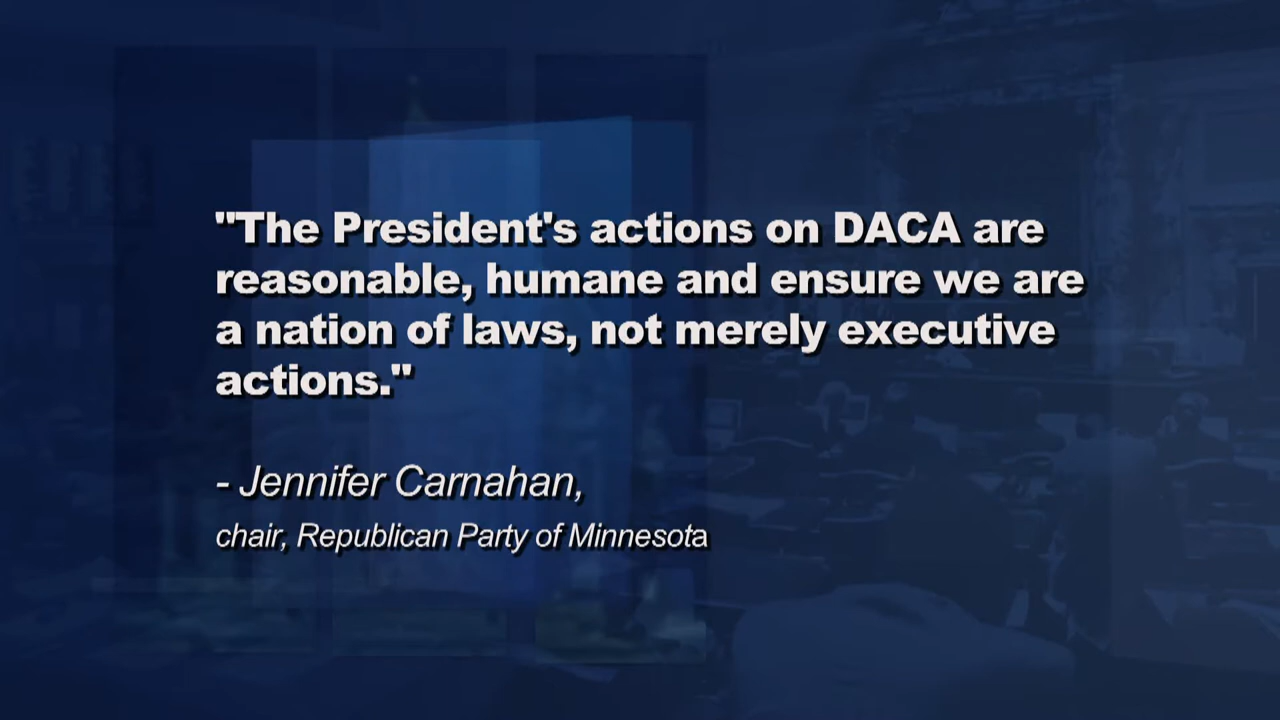 "The President's actions on DACA are
reasonable, humane and ensure we are
a nation of laws, not merely executive
actions."
- Jennifer Carnahan,
chair, Republican Party of Minnesota